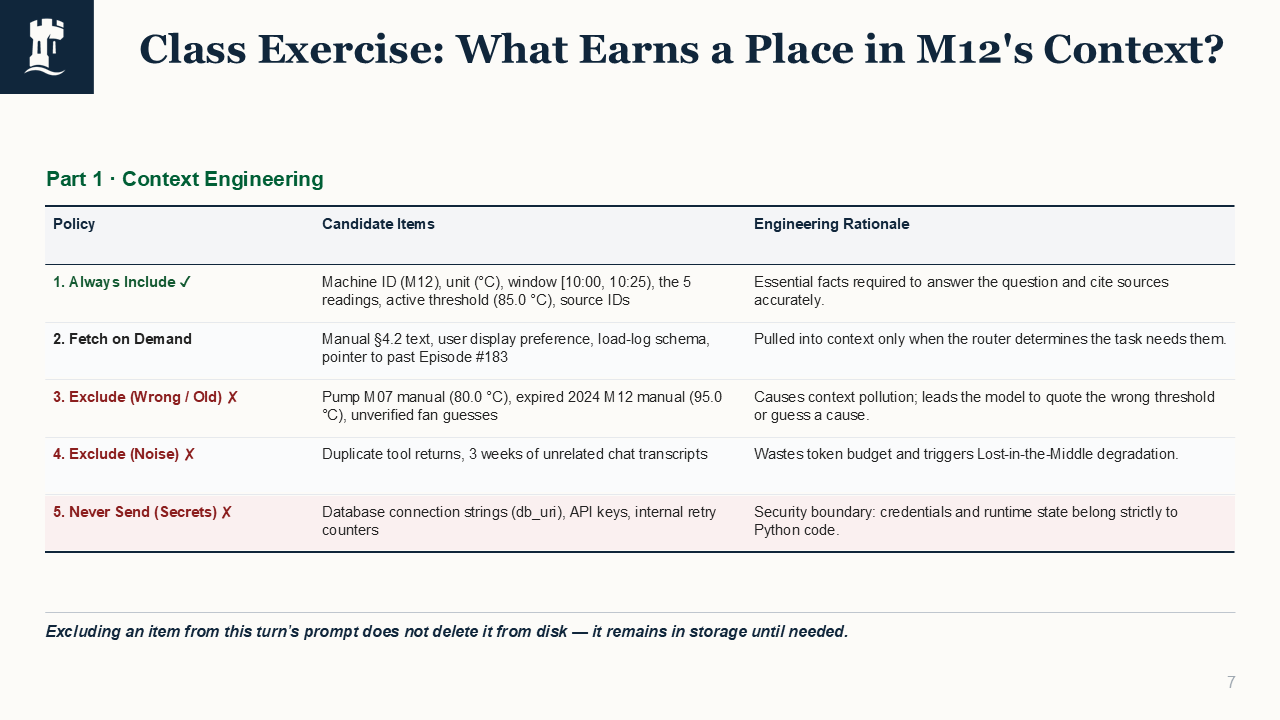 Class Exercise: What Earns a Place in M12's Context?
Part 1 · Context Engineering
Policy
Candidate Items
Engineering Rationale
1. Always Include ✓
Machine ID (M12), unit (°C), window [10:00, 10:25), the 5
readings, active threshold (85.0 °C), source IDs
Essential facts required to answer the question and cite sources
accurately.
2. Fetch on Demand
Manual §4.2 text, user display preference, load-log schema,
pointer to past Episode #183
Pulled into context only when the router determines the task needs them.
3. Exclude (Wrong / Old) ✗
Pump M07 manual (80.0 °C), expired 2024 M12 manual (95.0
°C), unverified fan guesses
Causes context pollution; leads the model to quote the wrong threshold
or guess a cause.
4. Exclude (Noise) ✗
Duplicate tool returns, 3 weeks of unrelated chat transcripts
Wastes token budget and triggers Lost-in-the-Middle degradation.
5. Never Send (Secrets) ✗
Database connection strings (db_uri), API keys, internal retry
counters
Security boundary: credentials and runtime state belong strictly to
Python code.
Excluding an item from this turn's prompt does not delete it from disk — it remains in storage until needed.
7